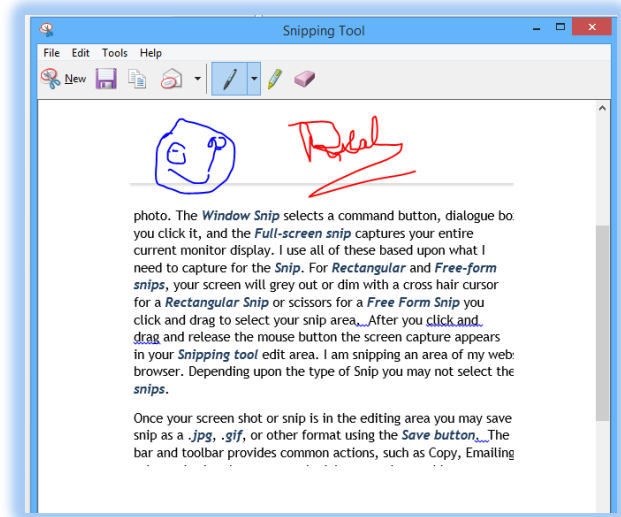 Snipping Tool
File Edit Tools Help
New
photo. The Window Snip selects a command button, dialogue
you click it, and the Full-screen snip captures your entire
current monitor display. I use all of these based upon what I
need to capture for the Snip. For Rectangular and Free-form
snips, your screen will grey out or dim with a cross hair cursor
for a Rectangular Snip or scissors for a Free Form Snip you
click and drag to select your snip area. After you click and
drag and release the mouse button the screen capture appears
in your Snipping tool edit area. I am snipping an area of my
browser. Depending upon the type of Snip you may not select the
snips.
Once your screen shot or snip is in the editing area you may save
snip as a .jpg, .gif, or other format using the Save button. The
bar and toolbar provides common actions, such as Copy, Emailing